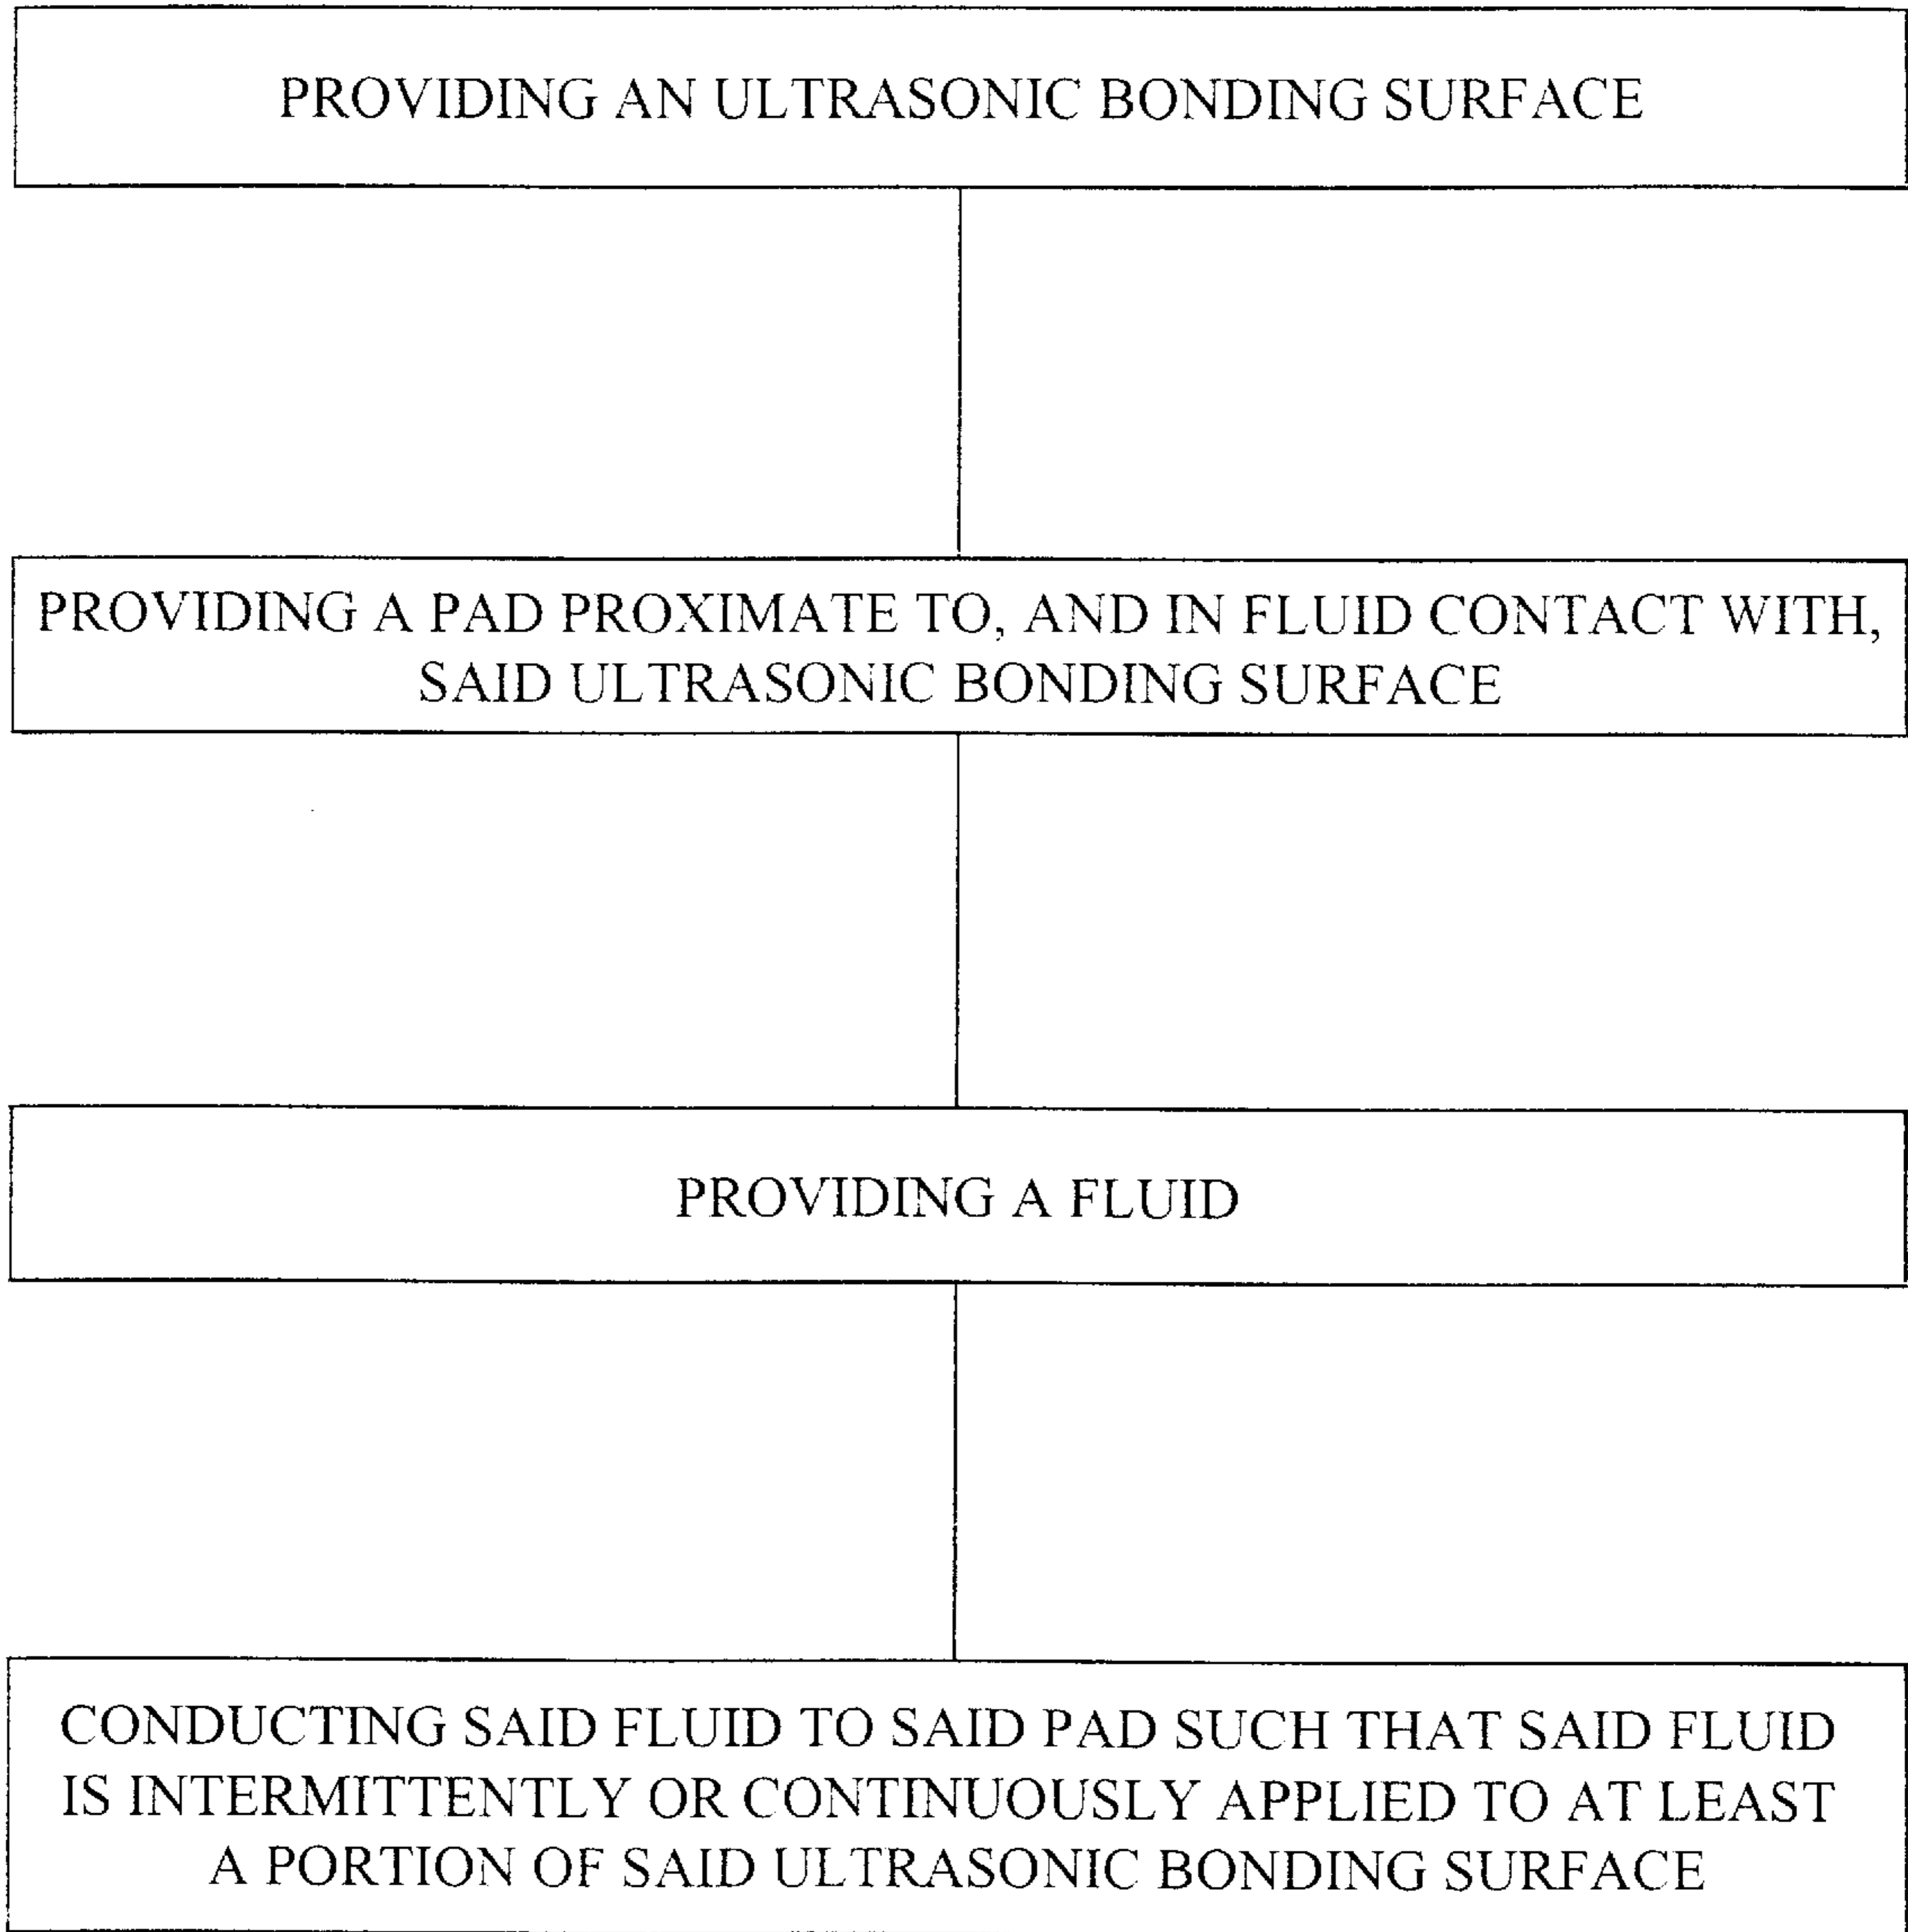 PROVIDING AN ULTRASONIC BONDING SURFACE
PROVIDING A PAD PROXIMATE TO, AND IN FLUID CONTACT WITH,
SAID ULTRASONIC BONDING SURFACE
PROVIDING A FLUID
CONDUCTING SAID FLUID TO SAID PAD SUCH THAT SAID FLUID
IS INTERMITTENTLY OR CONTINUOUSLY APPLIED TO AT LEAST
A PORTION OF SAID ULTRASONIC BONDING SURFACE